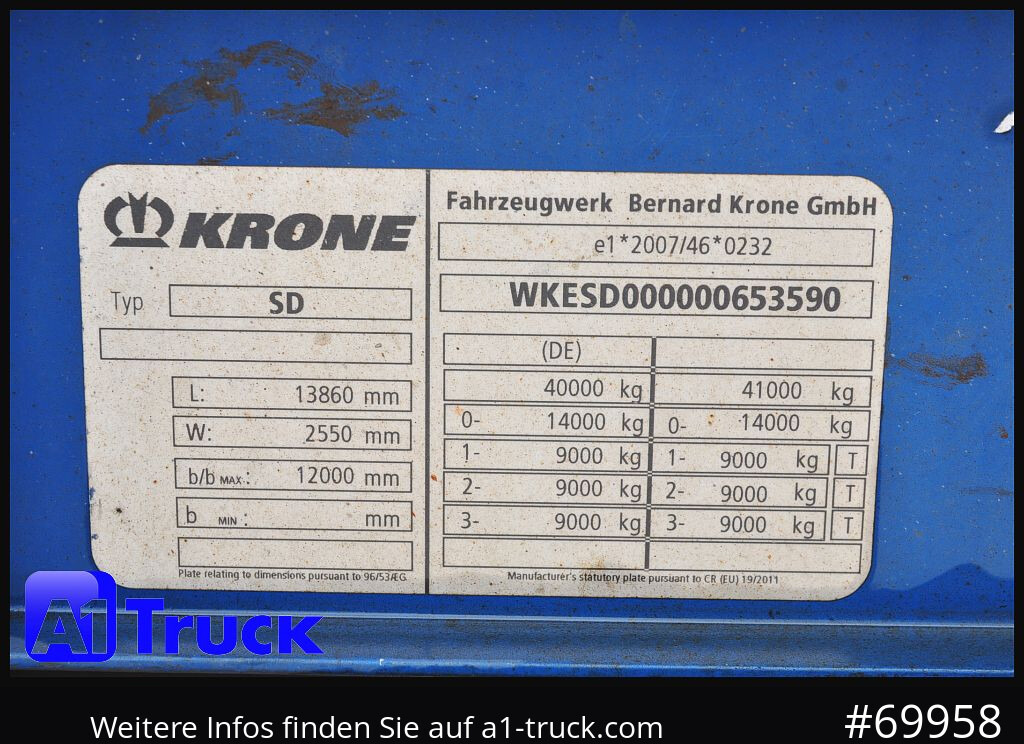 KRONE
Typ SD
L: 13860 mm
W: 2550 mm
b/b MAX: 12000 mm
b MIN: mm
Plate relating to dimensions pursuant to 96/53/ÆG
Fahrzeugwerk Bernard Krone GmbH
e1*2007/46*0232
WKESD000000653590
(DE)
40000 kg 41000 kg
0- 14000 kg 0- 14000 kg
1- 9000 kg 1- 9000 kg T
2- 9000 kg 2- 9000 kg T
3- 9000 kg 3- 9000 kg T
Manufacturer's statutory plate pursuant to CR (EU) 19/2011
A1 Truck
Weitere Infos finden Sie auf a1-truck.com
#69958